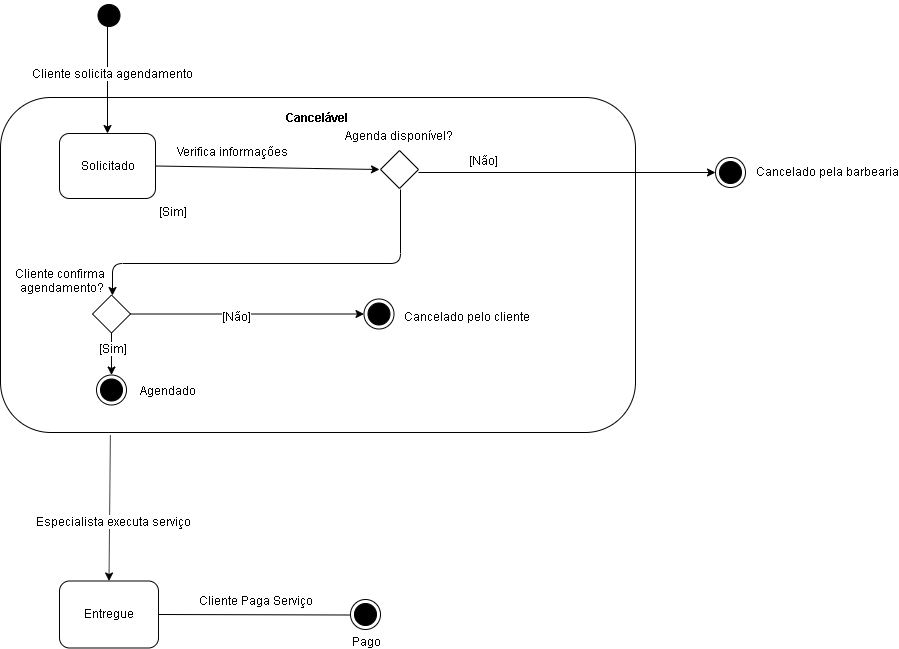 Cliente solicita agendamento
Cancelável
Agenda disponível?
Solicitado
Verifica informações
[Não]
Cancelado pela barbearia
[Sim]
Cliente confirma
agendamento?
[Não]
Cancelado pelo cliente
[Sim]
Agendado
Especialista executa serviço
Entregue
Cliente Paga Serviço
Pago